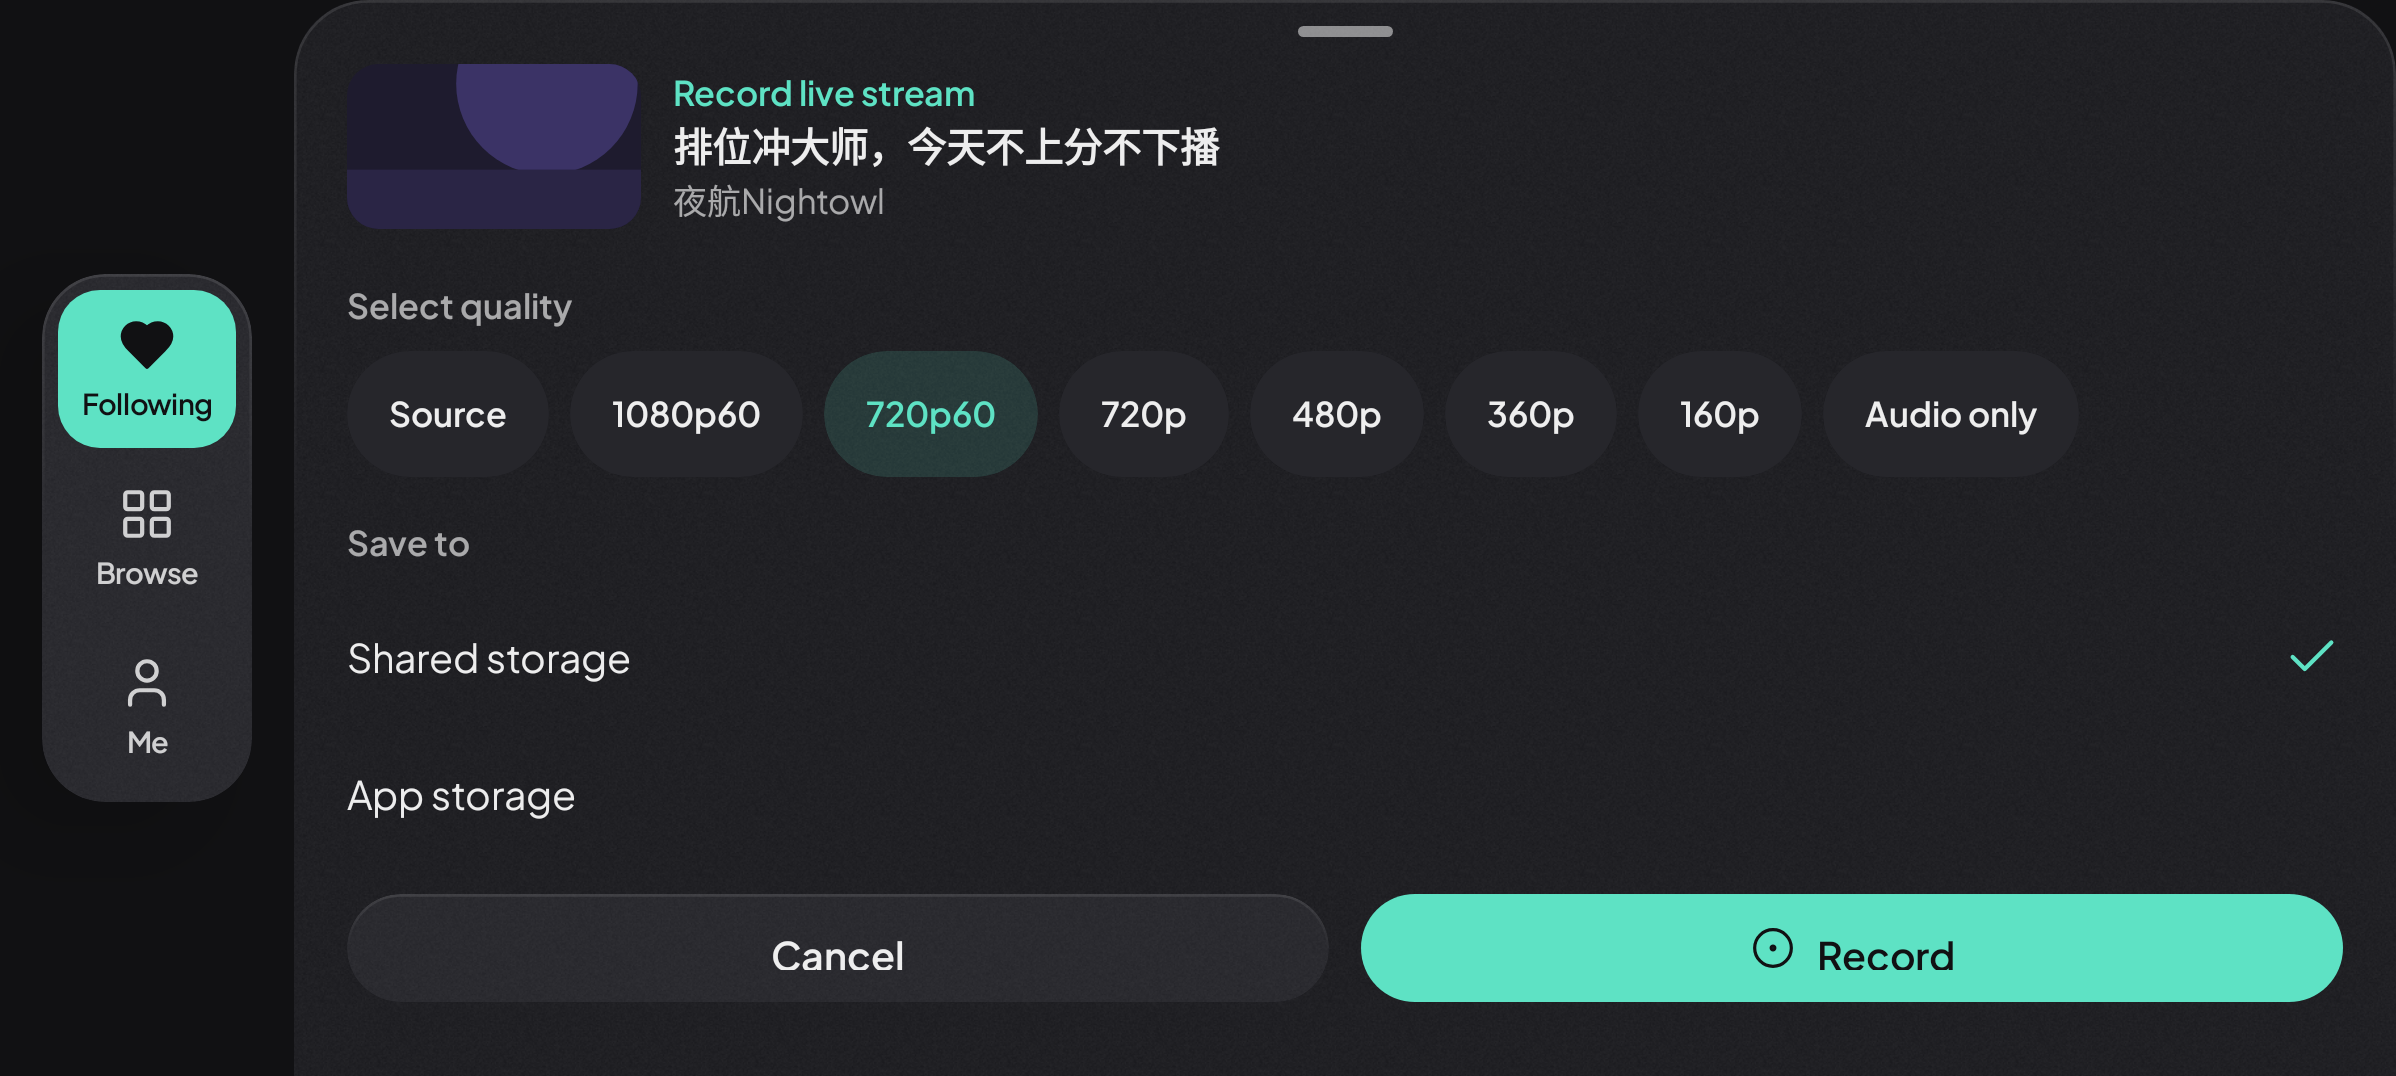 Record live stream
排位冲大师，今天不上分不下播
夜航Nightowl
Select quality
Source 1080p60 720p60 720p 480p 360p 160p Audio only
Save to
Shared storage
App storage
Cancel Record
Following
Browse
Me